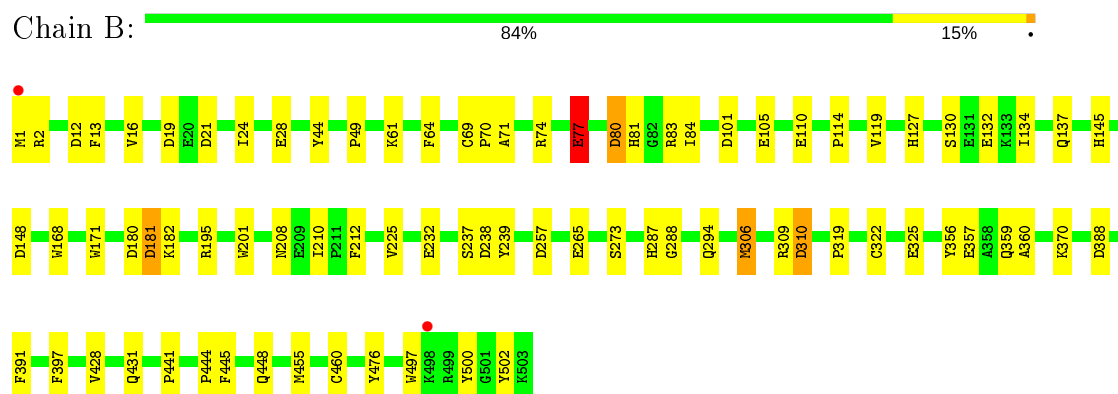 Chain B:
84% 15% •
M1 R2 D12 F13 V16 D19 E20 D21 I24 E28 Y44 P49 K61 F64 C69 P70 A71 R74 E77 D80 H81 G82 R83 I84 D101 E105 E110 P114 V119 H127 S130 E131 E132 K133 I134 Q137 H145
D148 W168 W171 D180 D181 K182 R195 W201 N208 E209 I210 P211 F212 V225 E232 S237 D238 Y239 D257 E265 S273 H287 G288 Q294 M306 R309 D310 P319 C322 E325 Y356 E357 A358 Q359 A360 K370 D388
F391 F397 V428 Q431 P441 P444 F445 Q448 M455 C460 Y476 W497 K498 R499 Y500 G501 Y502 K503